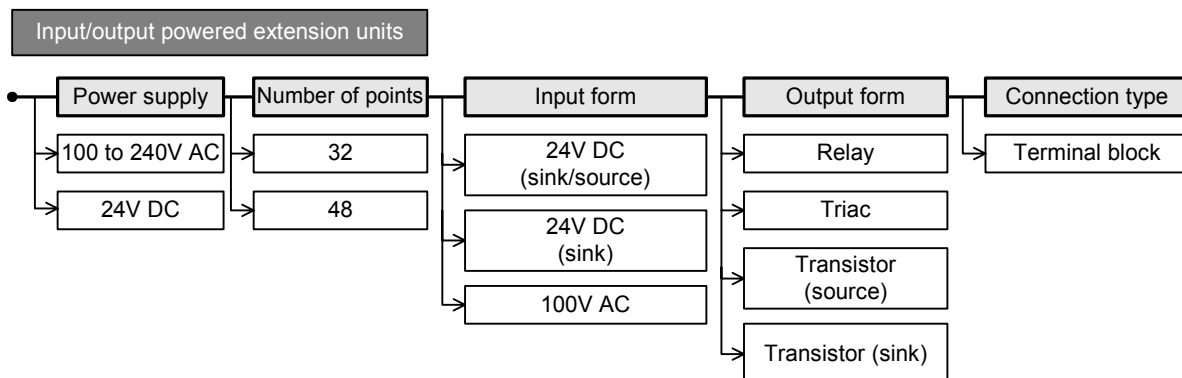 Input/output powered extension units
Power supply
Number of points
Input form
Output form
Connection type
100 to 240V AC
32
24V DC
(sink/source)
Relay
Terminal block
24V DC
48
24V DC
(sink)
Triac
100V AC
Transistor
(source)
Transistor (sink)